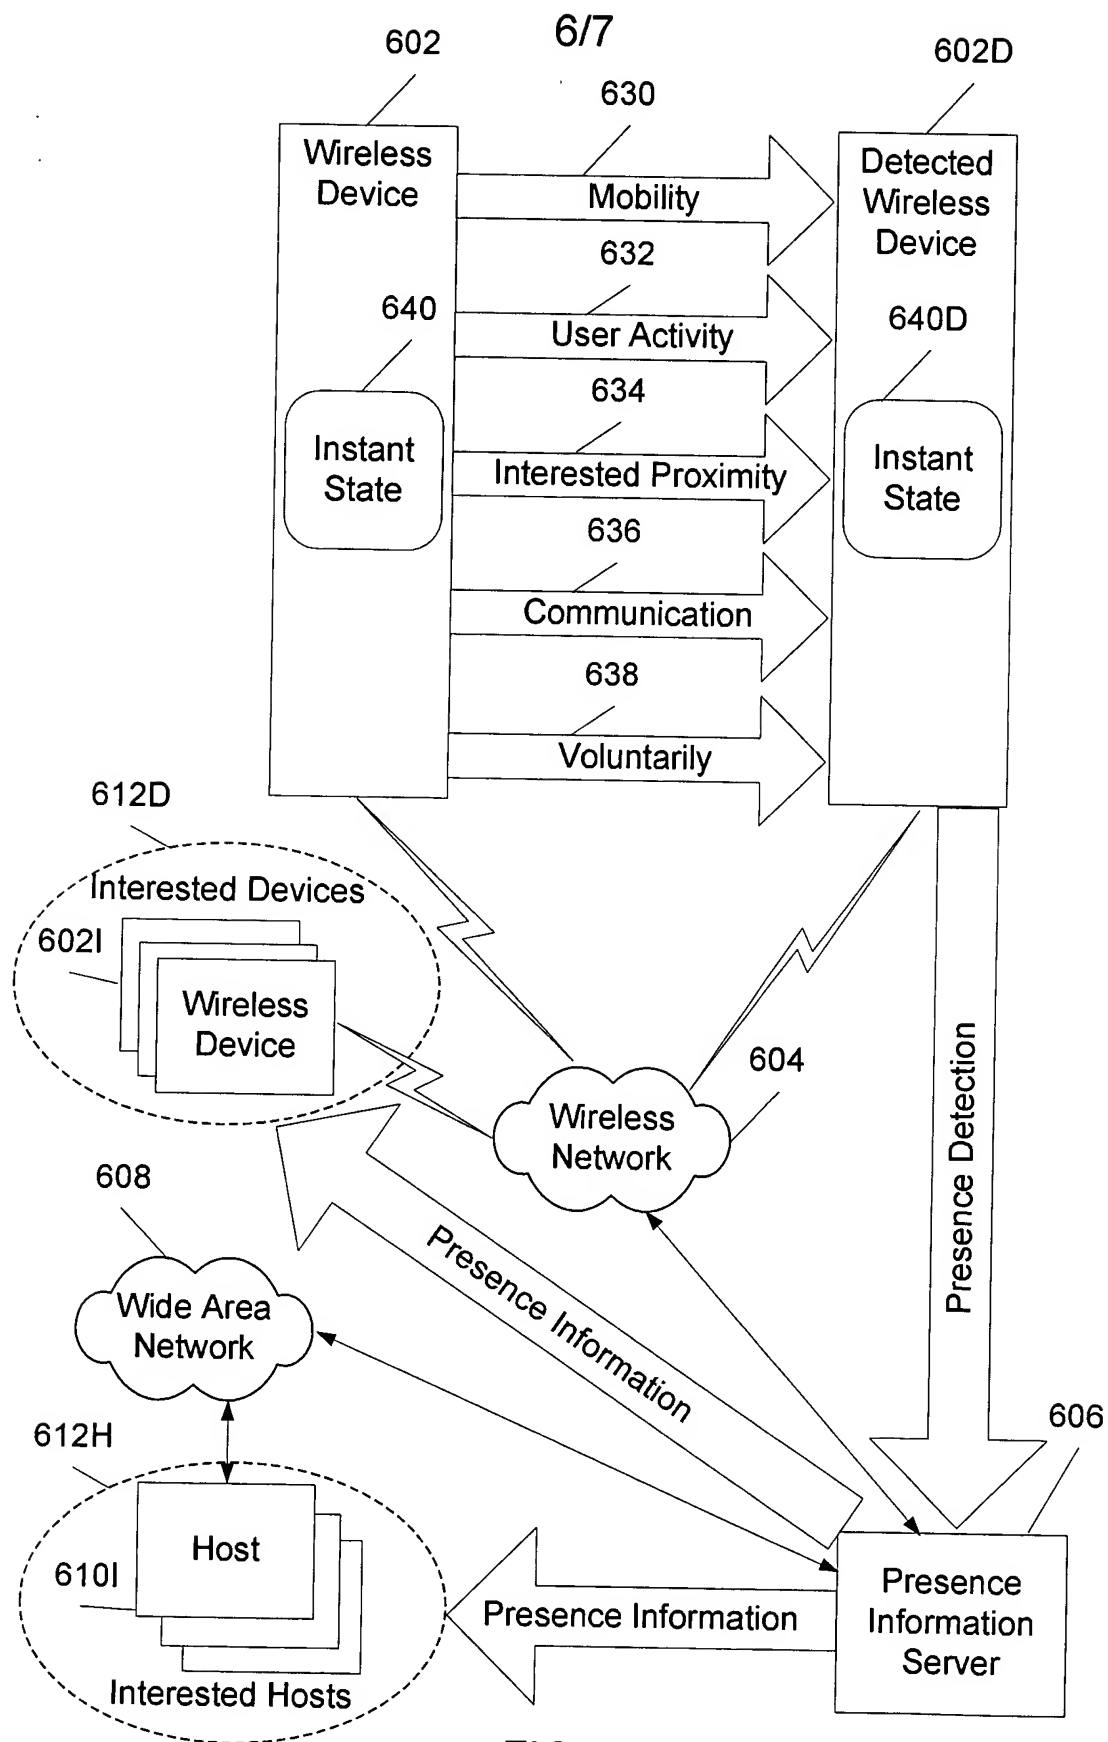 6/7
602
602D
630
Wireless
Device
Mobility
Detected
Wireless
Device
632
640
User Activity
640D
634
Instant
State
Interested Proximity
Instant
State
636
Communication
638
Voluntarily
612D
Interested Devices
602I
Wireless
Device
604
Wireless
Network
Presence Detection
608
Presence Information
Wide Area
Network
606
612H
Host
610I
Presence Information
Presence
Information
Server
Interested Hosts